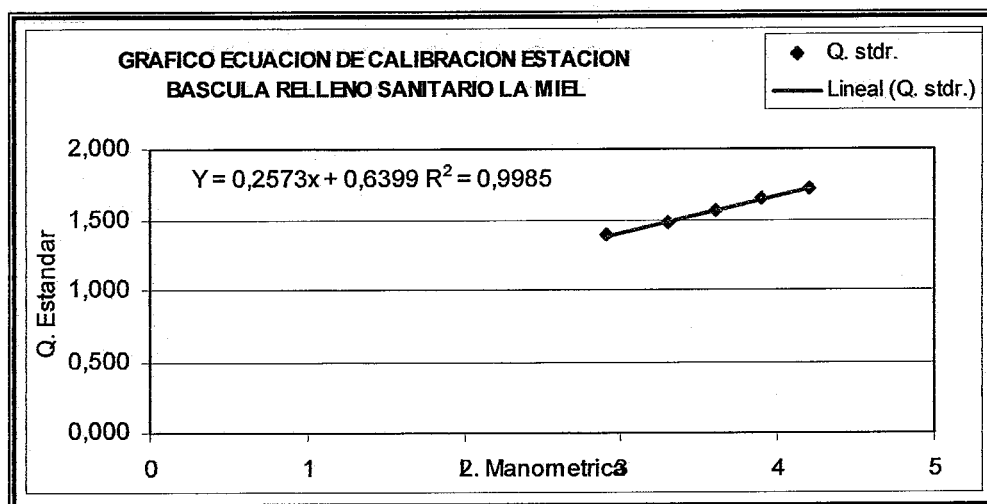 GRAFICO ECUACION DE CALIBRACION ESTACION
BASCULA RELLENO SANITARIO LA MIEL
Q. stdr.
Lineal (Q. stdr.)
Y = 0,2573x + 0,6399 R² = 0,9985
2,000
1,500
1,000
0,500
0,000
Q. Estandar
0 1 2 3 4 5
Manometrica